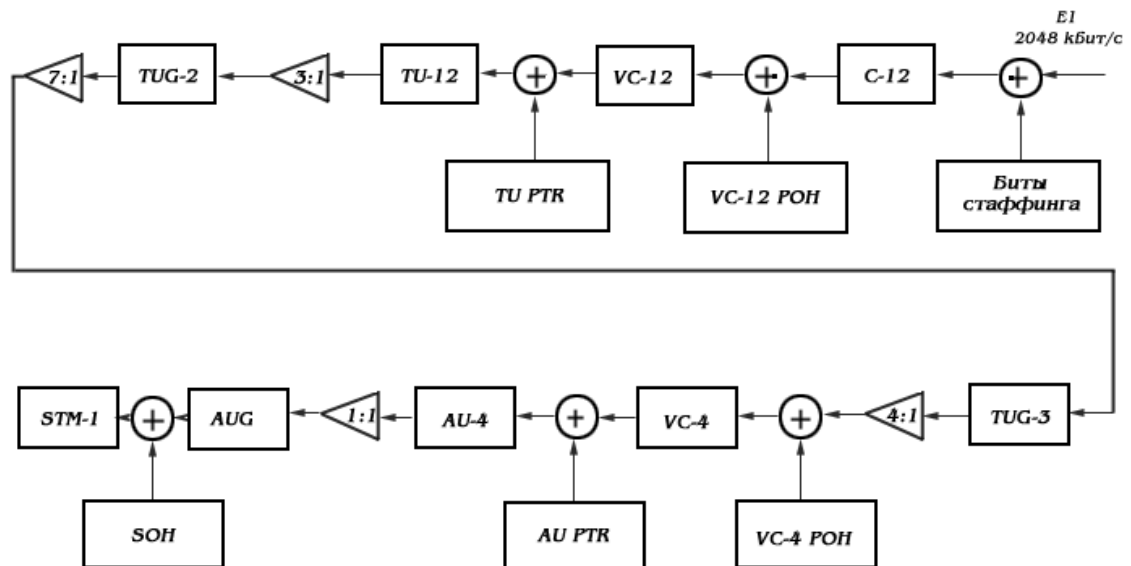 E1
2048 кБит/с
7:1
TUG-2
3:1
TU-12
VC-12
C-12
TU PTR
VC-12 POH
Биты
стаффинга
STM-1
AUG
1:1
AU-4
VC-4
4:1
TUG-3
SOH
AU PTR
VC-4 POH